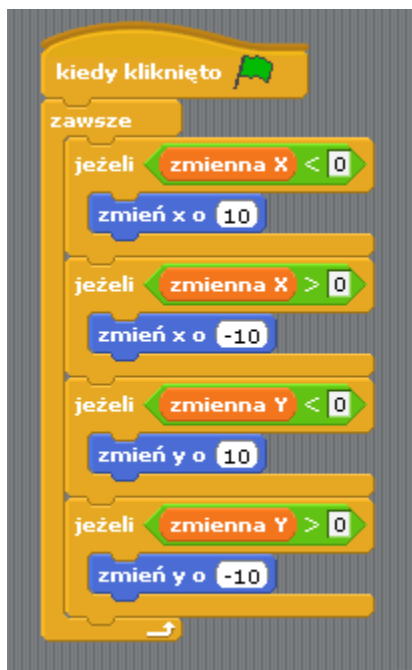 kiedy kliknięto
zawsze
jeżeli zmienna X < 0
zmień x o 10
jeżeli zmienna X > 0
zmień x o -10
jeżeli zmienna Y < 0
zmień y o 10
jeżeli zmienna Y > 0
zmień y o -10